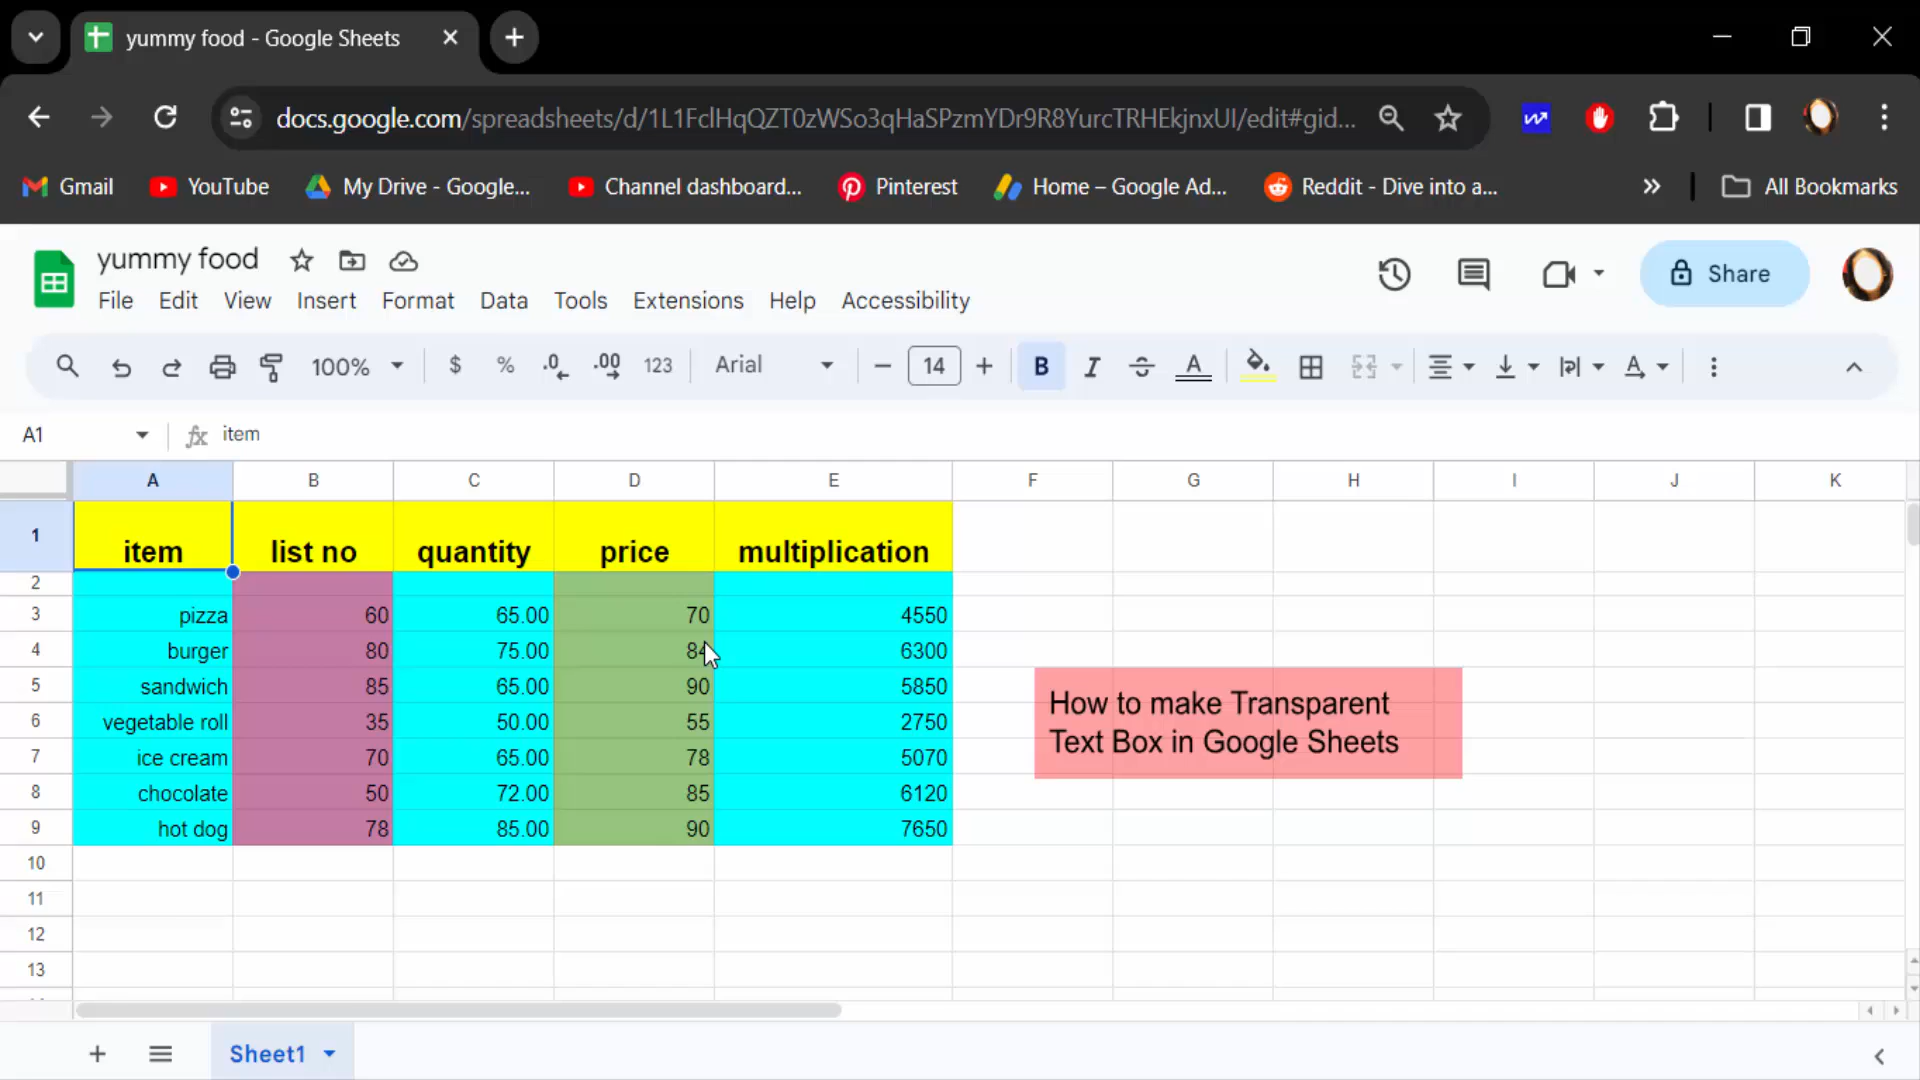 yummy food - Google Sheets
docs.google.com/spreadsheets/d/1L1FclHqQZT0zWSo3qHaSPzmYDr9R8YurcTRHEkjnxUI/edit#gid...
Gmail YouTube My Drive - Google... Channel dashboard... Pinterest Home – Google Ad... Reddit - Dive into a... » All Bookmarks
yummy food
Share
File Edit View Insert Format Data Tools Extensions Help Accessibility
100% $ % .0 .00 123 Arial 14 B I S A A
A1 fx item
A B C D E F G H I J K
1 item list no quantity price multiplication
2
3 pizza 60 65.00 70 4550
4 burger 80 75.00 84 6300
5 sandwich 85 65.00 90 5850
6 vegetable roll 35 50.00 55 2750
7 ice cream 70 65.00 78 5070
8 chocolate 50 72.00 85 6120
9 hot dog 78 85.00 90 7650
How to make Transparent
Text Box in Google Sheets
10
11
12
13
Sheet1